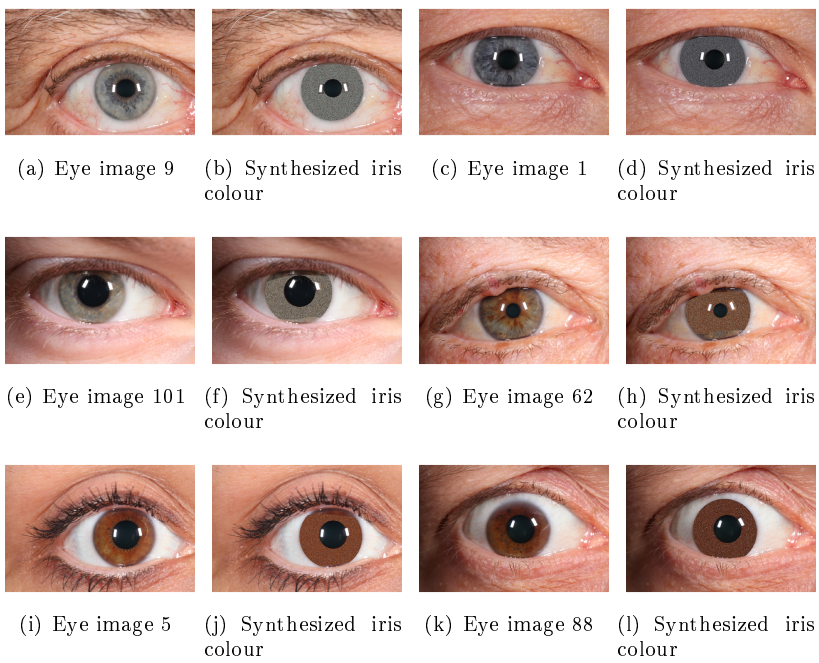 (a) Eye image 9
(b) Synthesized iris
colour
(c) Eye image 1
(d) Synthesized iris
colour
(e) Eye image 101
(f) Synthesized iris
colour
(g) Eye image 62
(h) Synthesized iris
colour
(i) Eye image 5
(j) Synthesized iris
colour
(k) Eye image 88
(l) Synthesized iris
colour